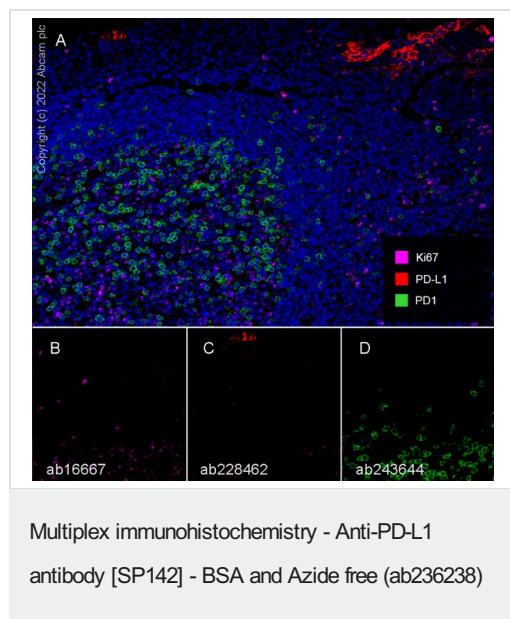 A
Copyright (c) 2022 Abcam plc
Ki67
PD-L1
PD1
B
C
D
ab16667
ab228462
ab243644
Multiplex immunohistochemistry - Anti-PD-L1
antibody [SP142] - BSA and Azide free (ab236238)